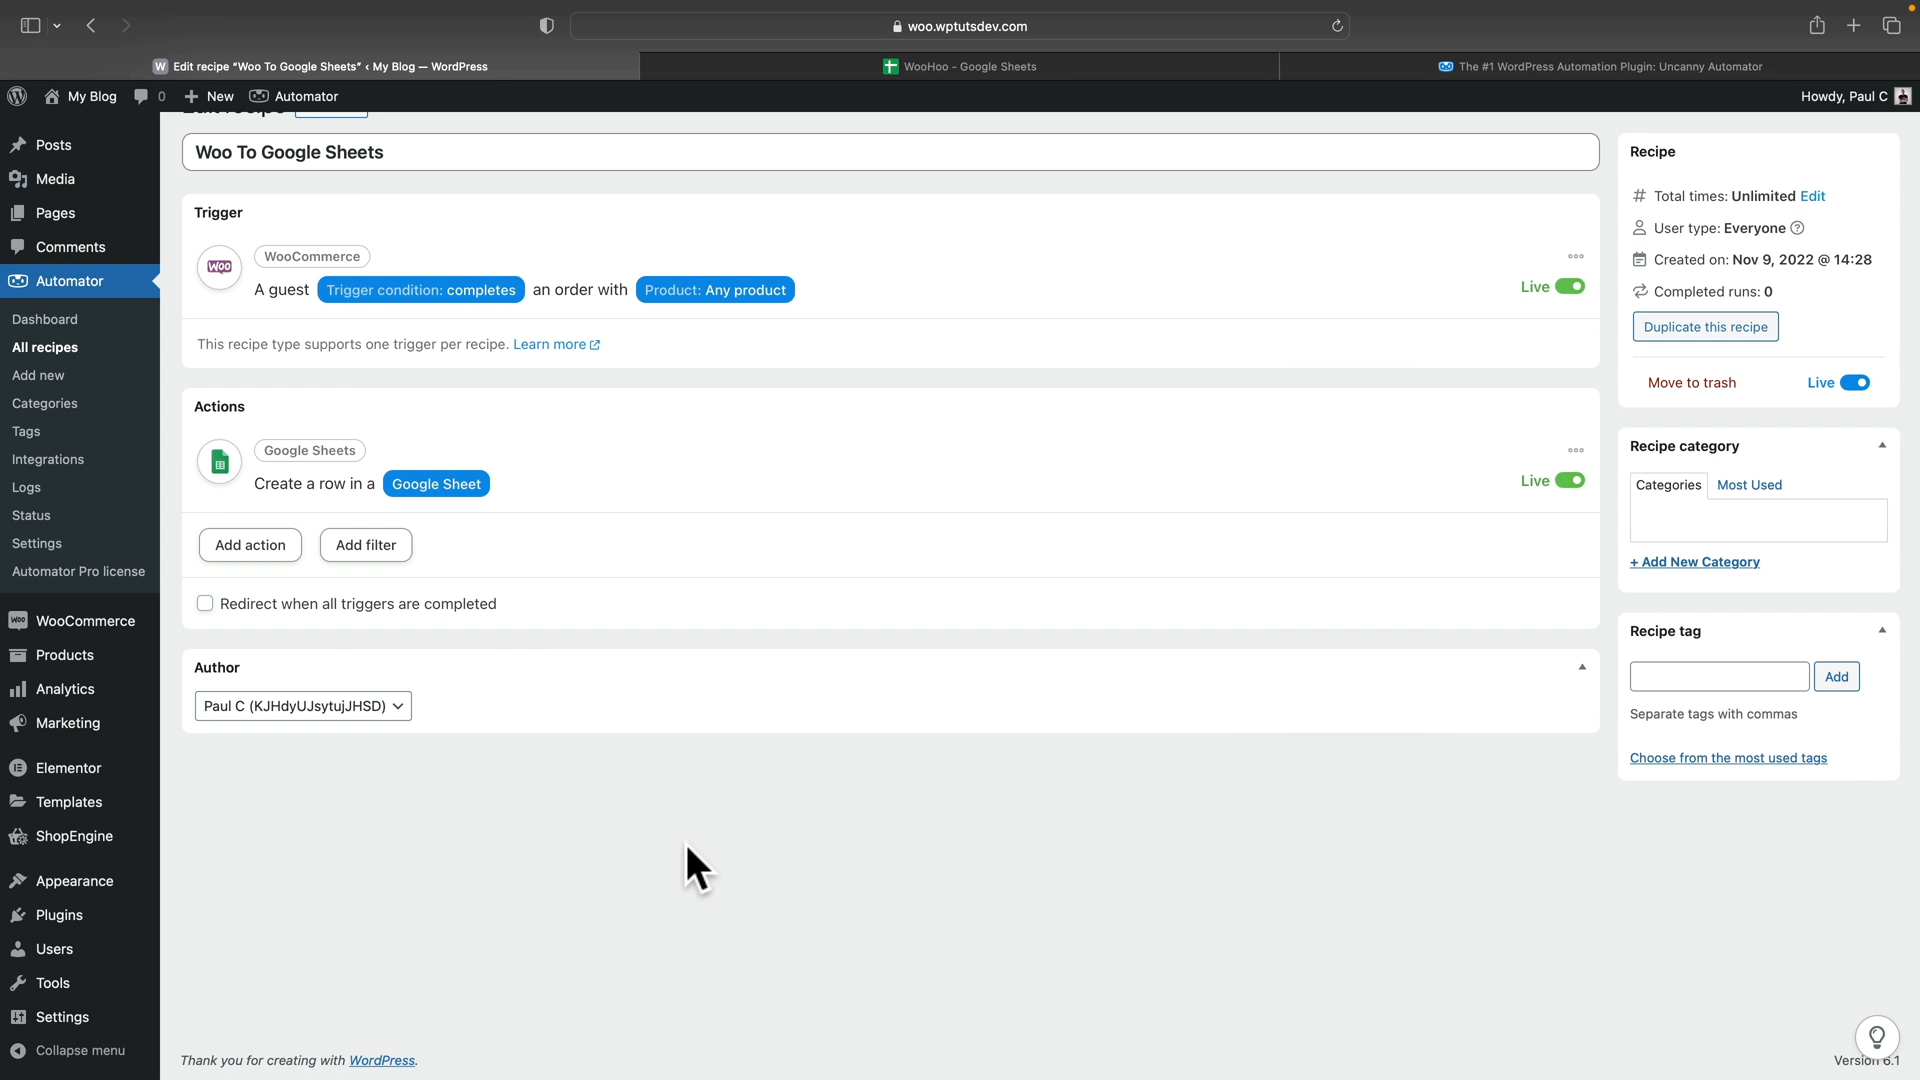 woo.wptutsdev.com
W Edit recipe “Woo To Google Sheets” ‹ My Blog — WordPress
WooHoo - Google Sheets
The #1 WordPress Automation Plugin: Uncanny Automator
My Blog
0
New
Automator
Howdy, Paul C
Posts
Media
Pages
Comments
Automator
Dashboard
All recipes
Add new
Categories
Tags
Integrations
Logs
Status
Settings
Automator Pro license
WooCommerce
Products
Analytics
Marketing
Elementor
Templates
ShopEngine
Appearance
Plugins
Users
Tools
Settings
Collapse menu
Woo To Google Sheets
Trigger
Woo
WooCommerce
A guest Trigger condition: completes an order with Product: Any product
Live
This recipe type supports one trigger per recipe. Learn more
Actions
Google Sheets
Create a row in a Google Sheet
Live
Add action
Add filter
Redirect when all triggers are completed
Author
Paul C (KJHdyUJsytujJHSD)
Thank you for creating with WordPress.
Recipe
# Total times: Unlimited Edit
User type: Everyone
Created on: Nov 9, 2022 @ 14:28
Completed runs: 0
Duplicate this recipe
Move to trash
Live
Recipe category
Categories
Most Used
+ Add New Category
Recipe tag
Add
Separate tags with commas
Choose from the most used tags
Version 6.1